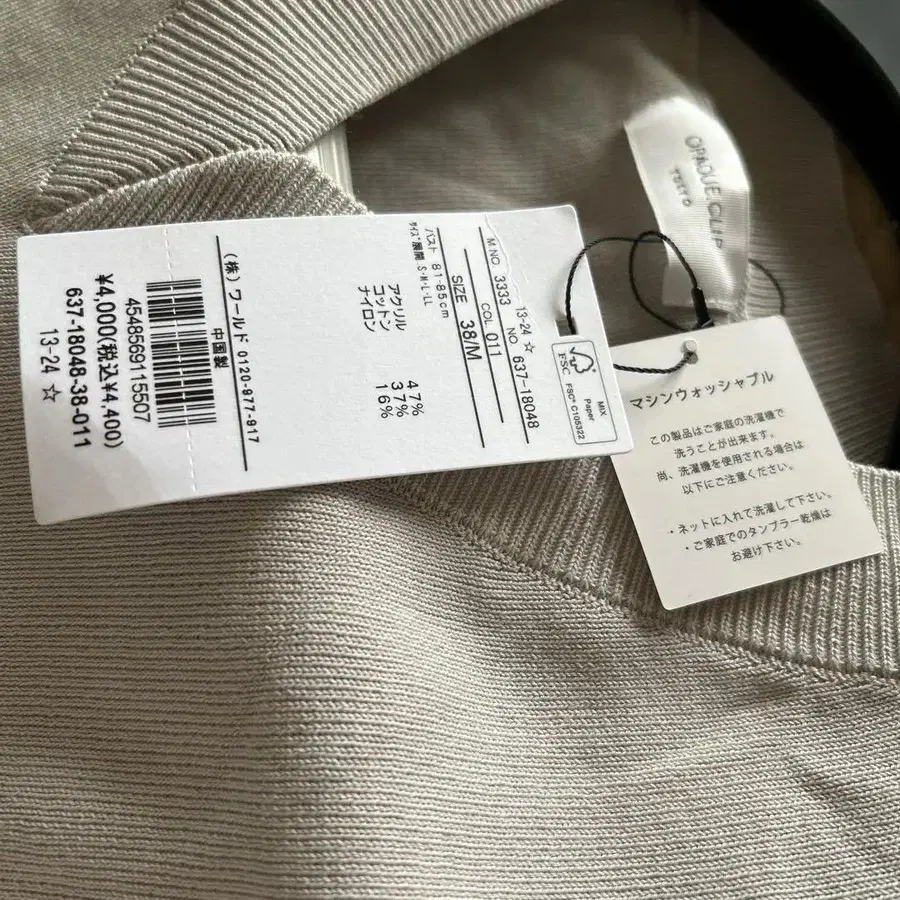 OPAQUE.CLIP
M.NO. 3333 13-24 ☆
COL 011 NO. 637-18048
SIZE 38/M
バスト 81-85cm
サイズ展開 S・M・L・LL
アクリル 47%
コットン 37%
ナイロン 16%
(株)ワールド 0120-977-917
中国製
4548569115507
¥4,000(税込¥4,400)
637-18048-38-011
13-24 ☆
FSC
MIX
Paper
FSC® C105322
マシンウォッシャブル
この製品はご家庭の洗濯機で
洗うことが出来ます。
尚、洗濯機を使用される場合は
以下にご注意ください。
・ネットに入れて洗濯して下さい。
・ご家庭でのタンブラー乾燥は
お避け下さい。